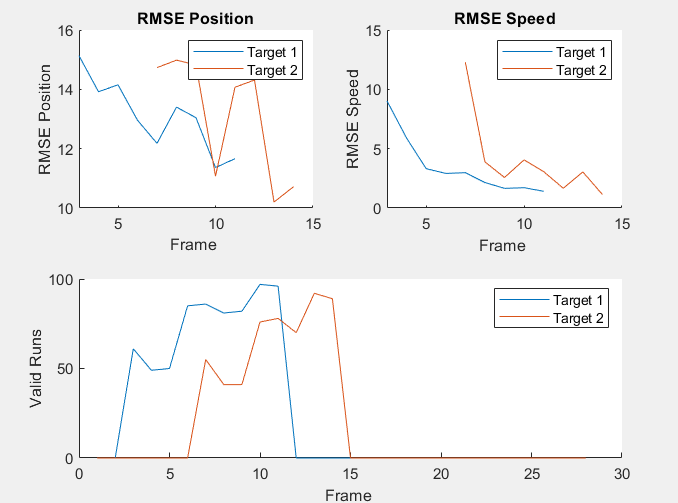 RMSE Position
16
14
12
10
RMSE Position
Target 1
Target 2
5
10
15
Frame
RMSE Speed
15
10
5
0
RMSE Speed
Target 1
Target 2
5
10
15
Frame
100
50
0
Valid Runs
Target 1
Target 2
0
5
10
15
20
25
30
Frame